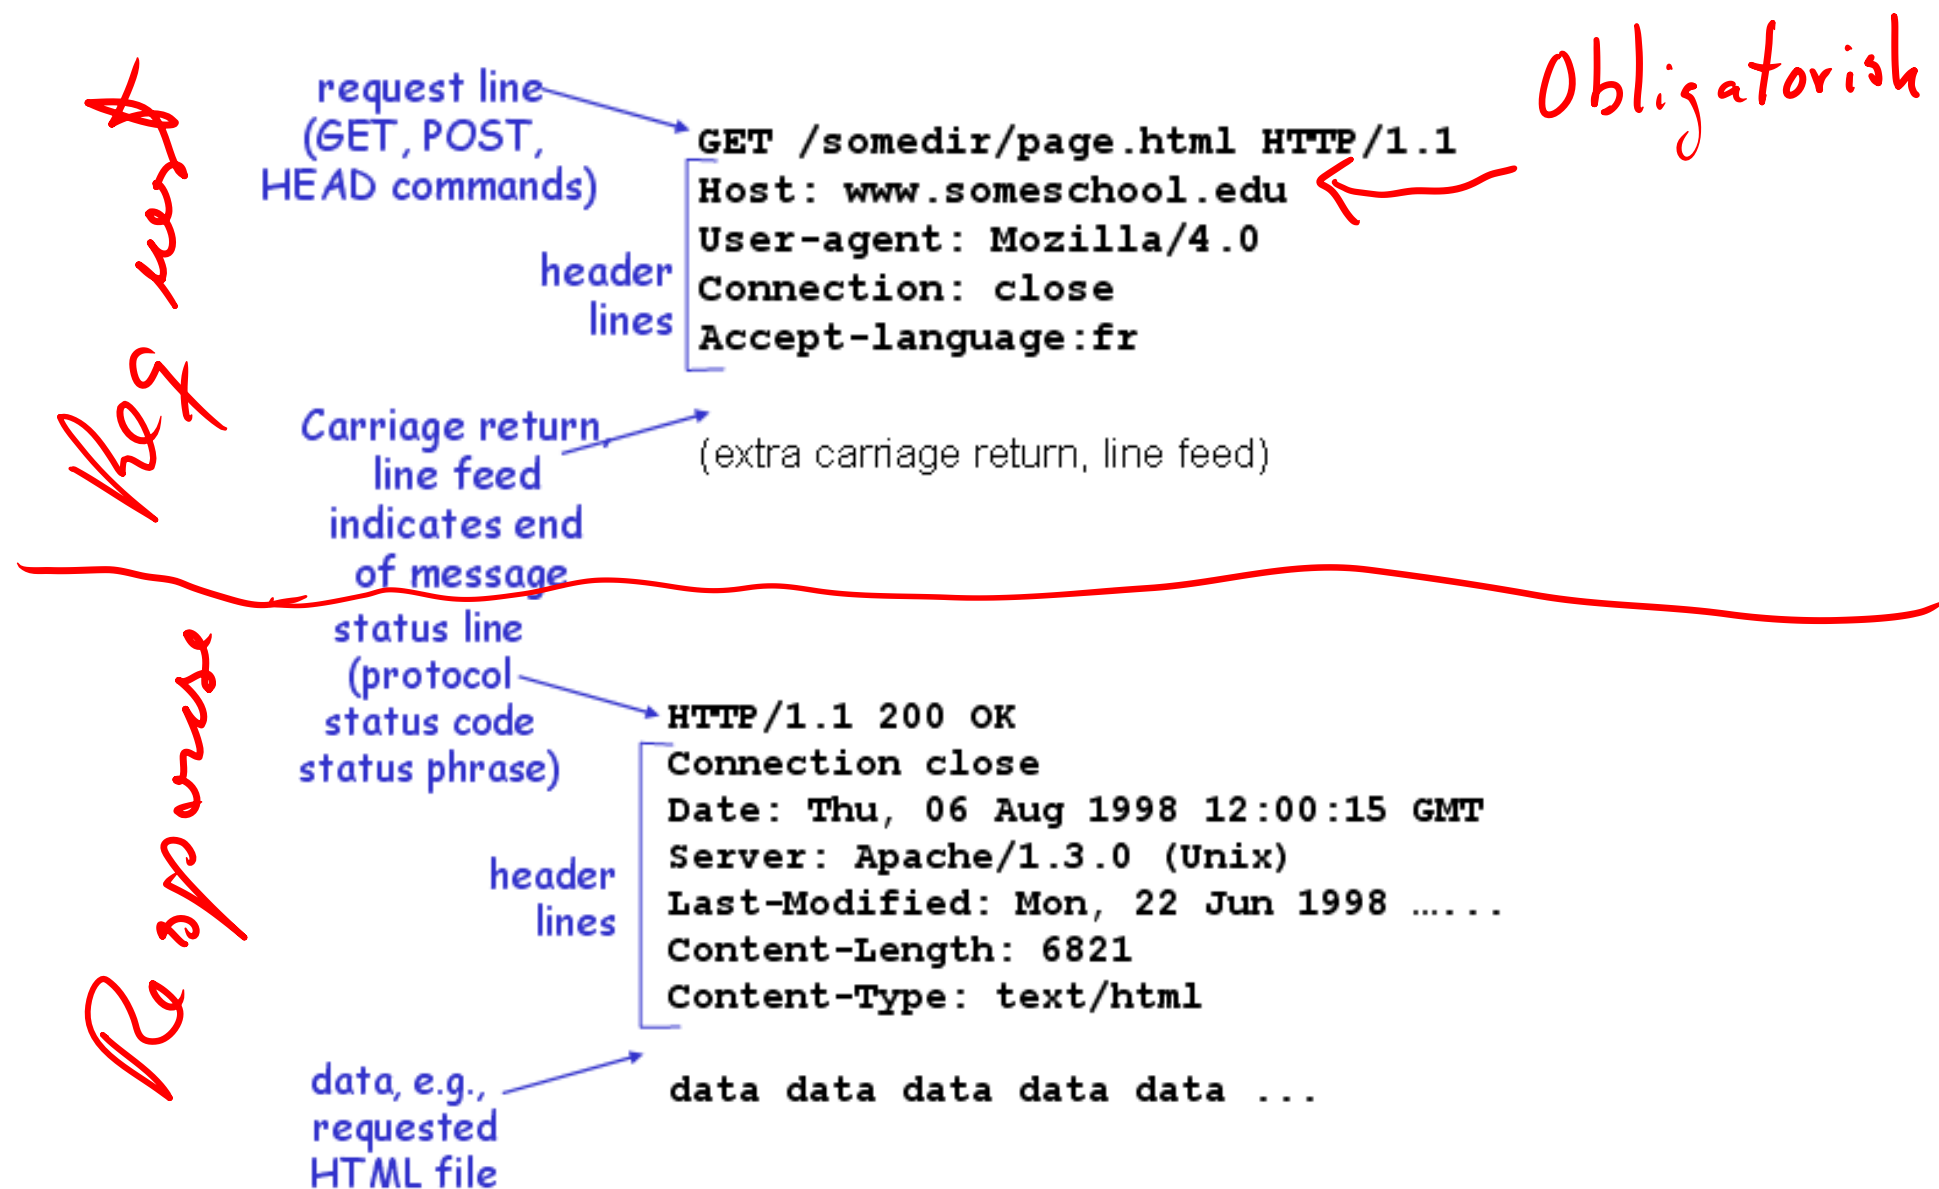 Request
Obligatorish
request line
(GET, POST,
HEAD commands)
GET /somedir/page.html HTTP/1.1
Host: www.someschool.edu
User-agent: Mozilla/4.0
Connection: close
Accept-language:fr
header
lines
Carriage return,
line feed
indicates end
of message
(extra carriage return, line feed)
Response
status line
(protocol
status code
status phrase)
HTTP/1.1 200 OK
Connection close
Date: Thu, 06 Aug 1998 12:00:15 GMT
Server: Apache/1.3.0 (Unix)
Last-Modified: Mon, 22 Jun 1998 …...
Content-Length: 6821
Content-Type: text/html
header
lines
data, e.g.,
requested
HTML file
data data data data data ...